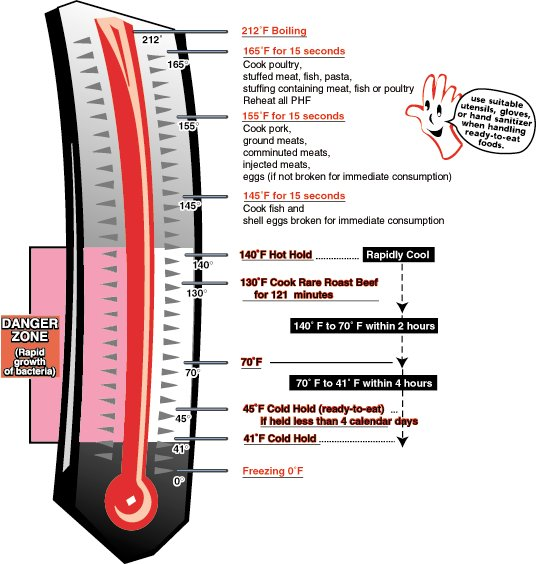 212°F Boiling
212°
165°F for 15 seconds
165°
Cook poultry,
stuffed meat, fish, pasta,
stuffing containing meat, fish or poultry
Reheat all PHF
use suitable
utensils, gloves,
or hand sanitizer
when handling
ready-to-eat
foods.
155°F for 15 seconds
155°
Cook pork,
ground meats,
comminuted meats,
injected meats,
eggs (if not broken for immediate consumption)
145°F for 15 seconds
145°
Cook fish and
shell eggs broken for immediate consumption
140°F Hot Hold ............. Rapidly Cool
140°
130°F Cook Rare Roast Beef
for 121 minutes
130°
DANGER
ZONE
(Rapid
growth
of bacteria)
140° F to 70° F within 2 hours
70°F
70°
70° F to 41° F within 4 hours
45°F Cold Hold (ready-to-eat) ...
if held less than 4 calendar days
45°
41°F Cold Hold ....................
41°
Freezing 0°F
0°